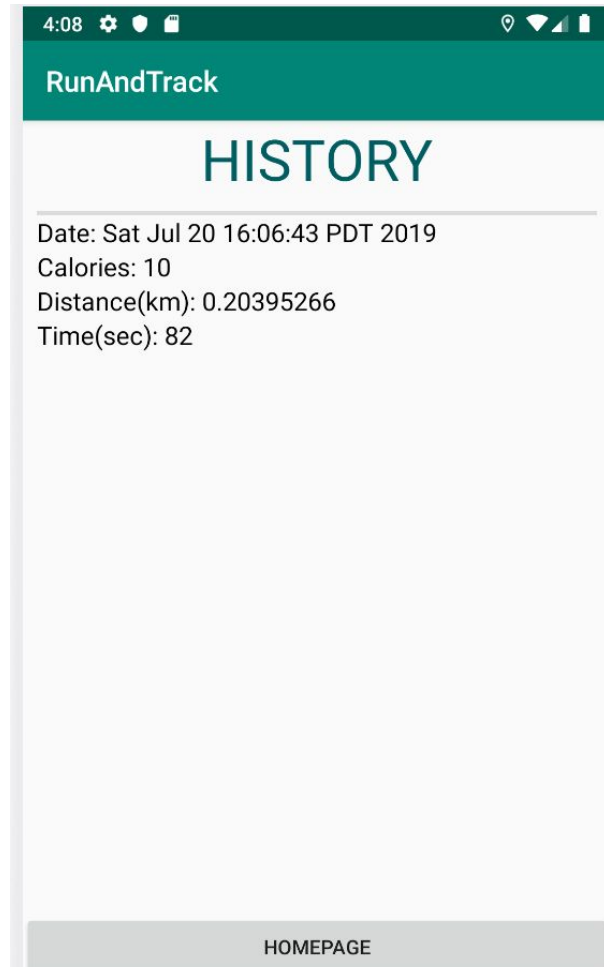 4:08
RunAndTrack
HISTORY
Date: Sat Jul 20 16:06:43 PDT 2019
Calories: 10
Distance(km): 0.20395266
Time(sec): 82
HOMEPAGE